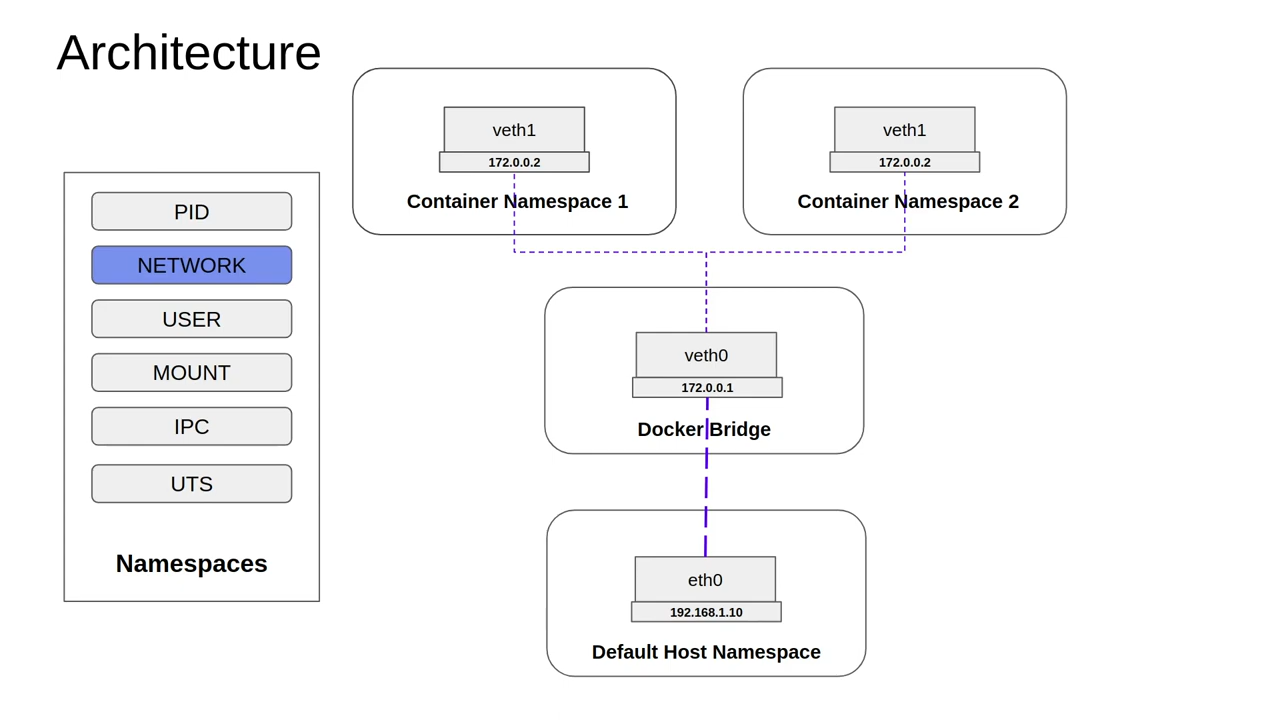 Architecture
PID
NETWORK
USER
MOUNT
IPC
UTS
Namespaces
veth1
172.0.0.2
Container Namespace 1
veth1
172.0.0.2
Container Namespace 2
veth0
172.0.0.1
Docker Bridge
eth0
192.168.1.10
Default Host Namespace